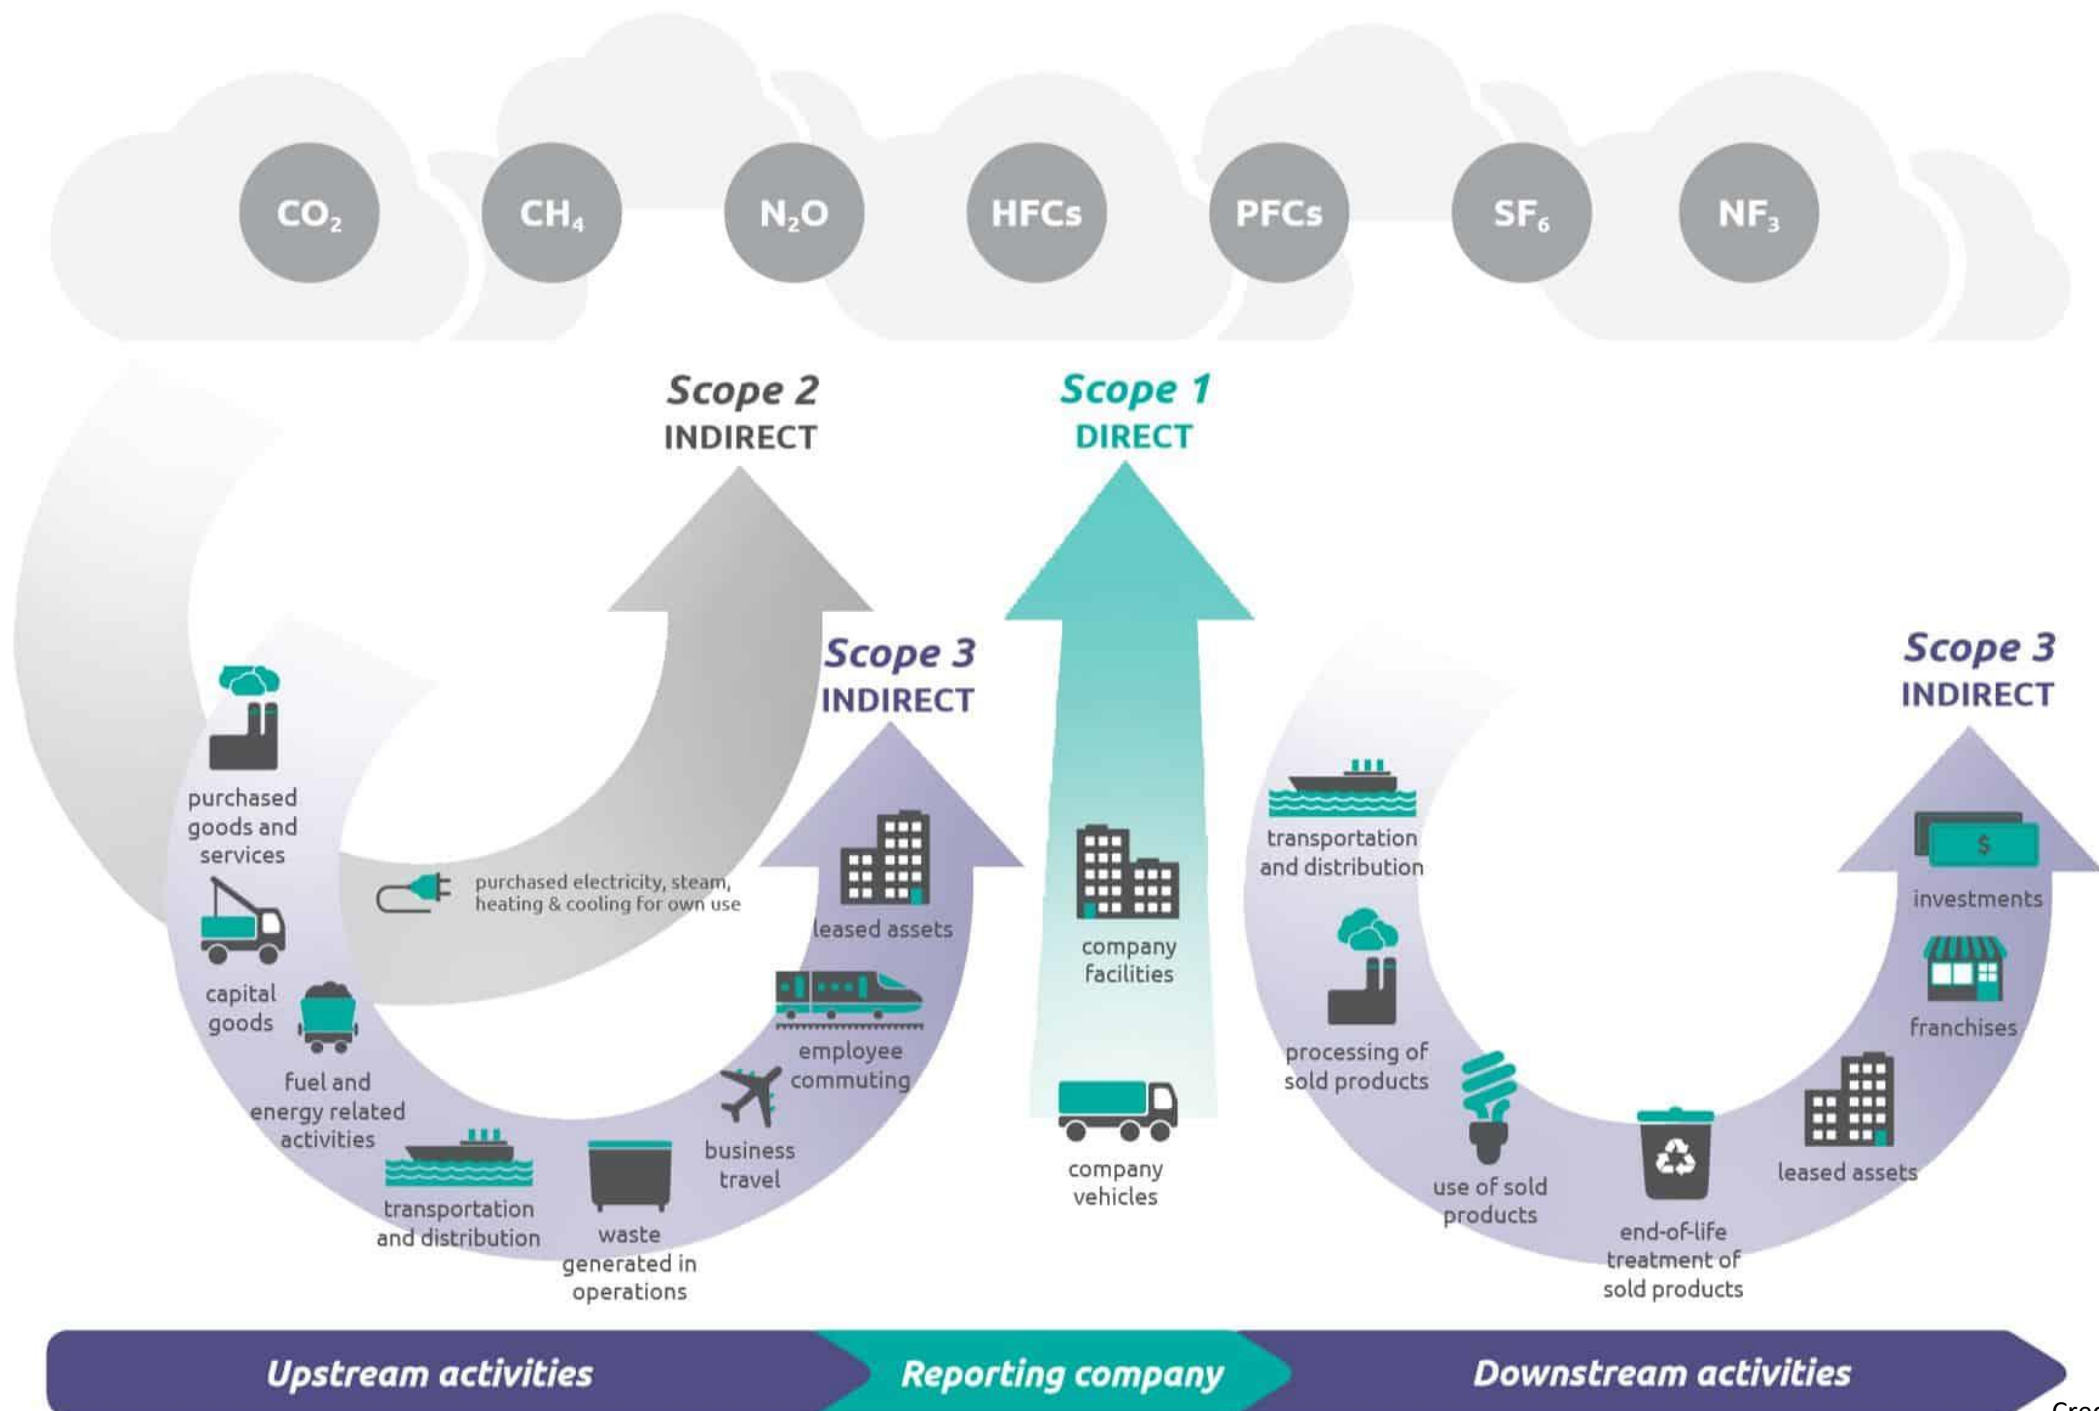 CO₂
CH₄
N₂O
HFCs
PFCs
SF₆
NF₃
Scope 2
INDIRECT
Scope 1
DIRECT
Scope 3
INDIRECT
Scope 3
INDIRECT
purchased
goods and
services
capital
goods
fuel and
energy related
activities
transportation
and distribution
waste
generated in
operations
business
travel
employee
commuting
leased assets
purchased electricity, steam,
heating & cooling for own use
company
facilities
company
vehicles
transportation
and distribution
processing of
sold products
use of sold
products
end-of-life
treatment of
sold products
leased assets
franchises
$
investments
Upstream activities
Reporting company
Downstream activities